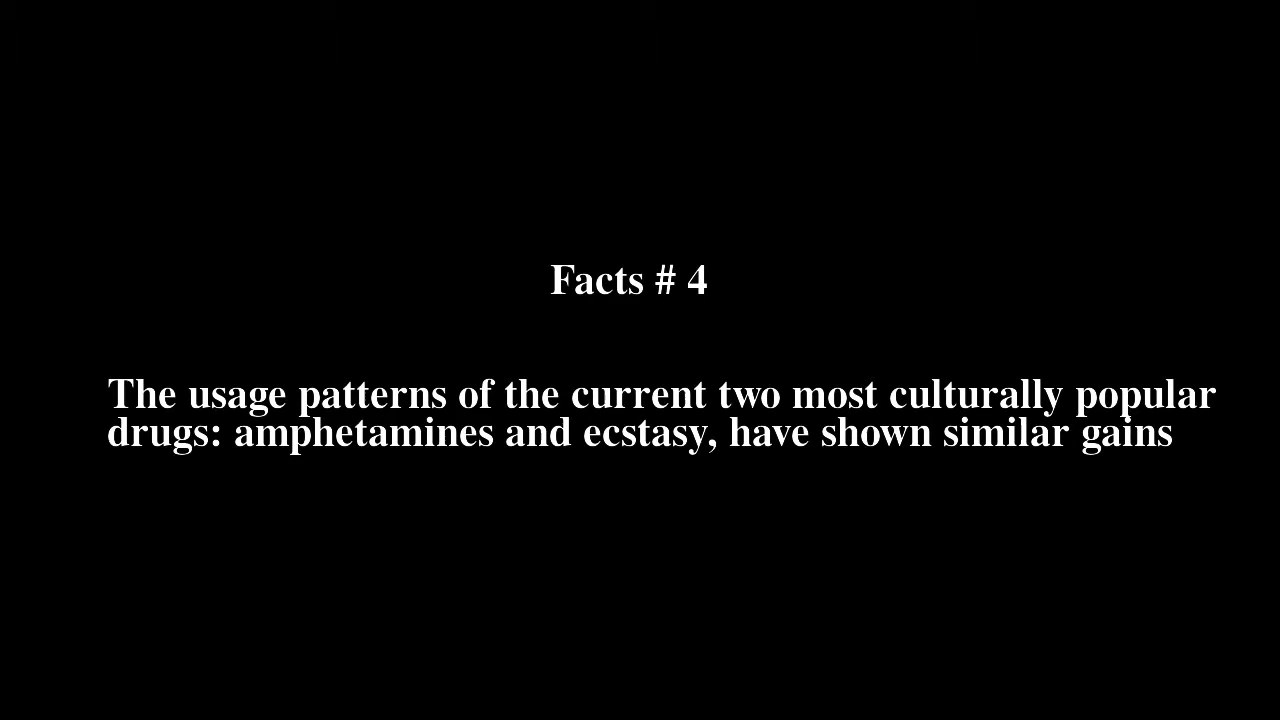 Facts # 4
The usage patterns of the current two most culturally popular
drugs: amphetamines and ecstasy, have shown similar gains